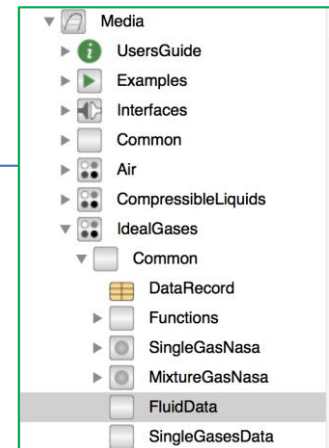 Media
UsersGuide
Examples
Interfaces
Common
Air
CompressibleLiquids
IdealGases
Common
DataRecord
Functions
SingleGasNasa
MixtureGasNasa
FluidData
SingleGasesData